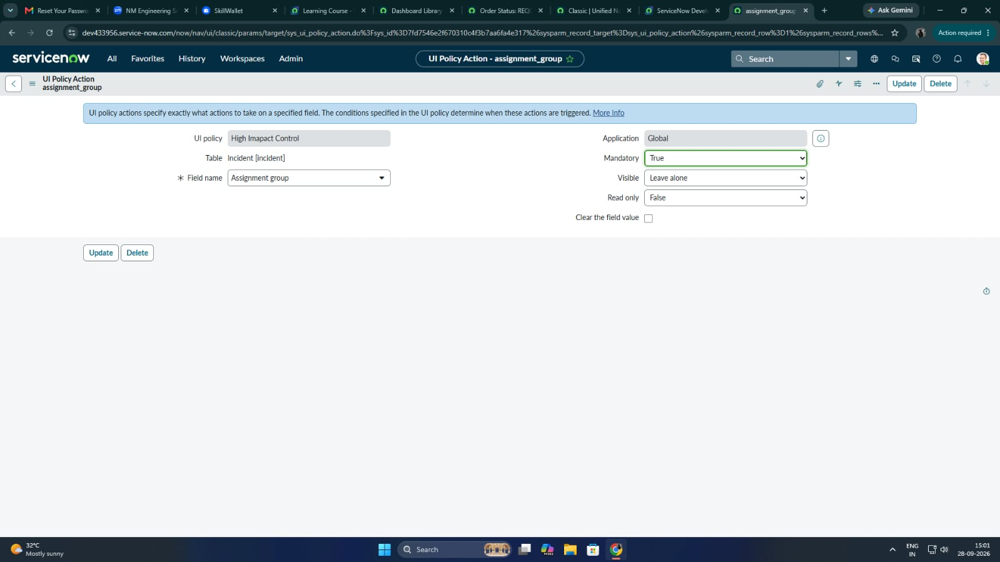 Reset Your Passwo
NM Engineering S
SkillWallet
Learning Course -
Dashboard Library
Order Status: REQ
Classic | Unified N
ServiceNow Devel
assignment_group
Ask Gemini
dev433956.service-now.com/now/nav/ui/classic/params/target/sys_ui_policy_action.do%3Fsys_id%3D7fd7546e2f670310c4f3b7aa6fa4e317%26sysparm_record_target%3Dsys_ui_policy_action%26sysparm_record_row%3D1%26sysparm_record_rows%...
Action required
servicenow
All Favorites History Workspaces Admin
UI Policy Action - assignment_group
Search
UI Policy Action
assignment_group
Update Delete
UI policy actions specify exactly what actions to take on a specified field. The conditions specified in the UI policy determine when these actions are triggered. More Info
UI policy High Imapact Control
Application Global
Table Incident [incident]
Mandatory True
✳ Field name Assignment group
Visible Leave alone
Read only False
Clear the field value
Update Delete
32°C
Mostly sunny
Search
M365
ENG
IN
15:01
28-09-2026